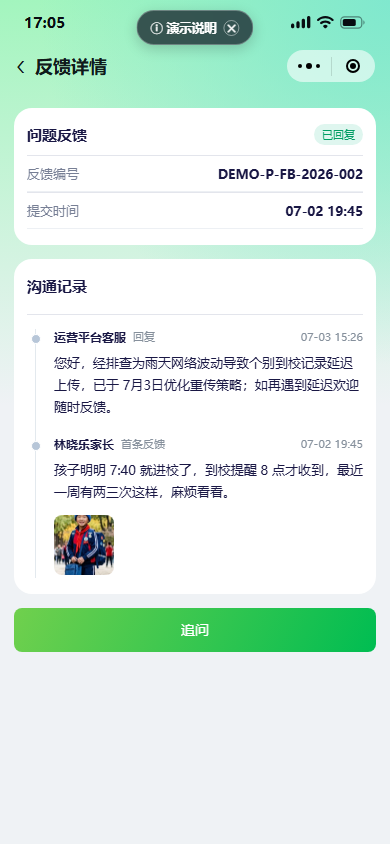 17:05
演示说明
反馈详情
问题反馈
已回复
反馈编号
DEMO-P-FB-2026-002
提交时间
07-02 19:45
沟通记录
运营平台客服 回复 07-03 15:26
您好，经排查为雨天网络波动导致个别到校记录延迟
上传，已于 7月3日优化重传策略；如再遇到延迟欢迎
随时反馈。
林晓乐家长 首条反馈 07-02 19:45
孩子明明 7:40 就进校了，到校提醒 8 点才收到，最近
一周有两三次这样，麻烦看看。
追问